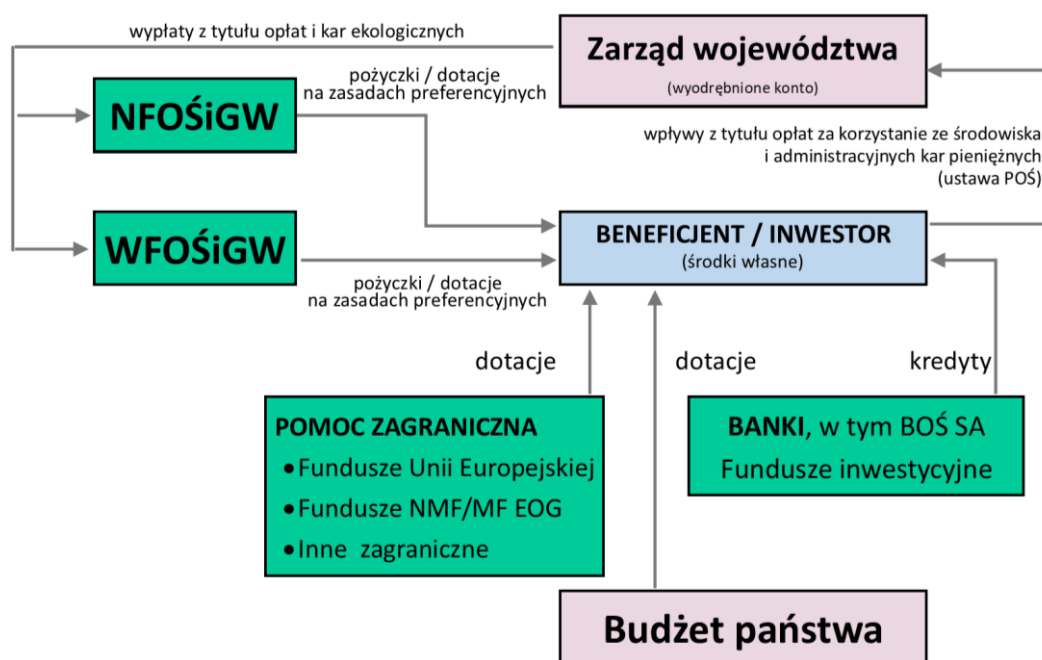 wypłaty z tytułu opłat i kar ekologicznych
Zarząd województwa
(wyodrębnione konto)
pożyczki / dotacje
na zasadach preferencyjnych
NFOŚiGW
wpływy z tytułu opłat za korzystanie ze środowiska
i administracyjnych kar pieniężnych
(ustawa POŚ)
WFOŚiGW
BENEFICJENT / INWESTOR
(środki własne)
pożyczki / dotacje
na zasadach preferencyjnych
dotacje
dotacje
kredyty
POMOC ZAGRANICZNA
•Fundusze Unii Europejskiej
•Fundusze NMF/MF EOG
•Inne zagraniczne
BANKI, w tym BOŚ SA
Fundusze inwestycyjne
Budżet państwa